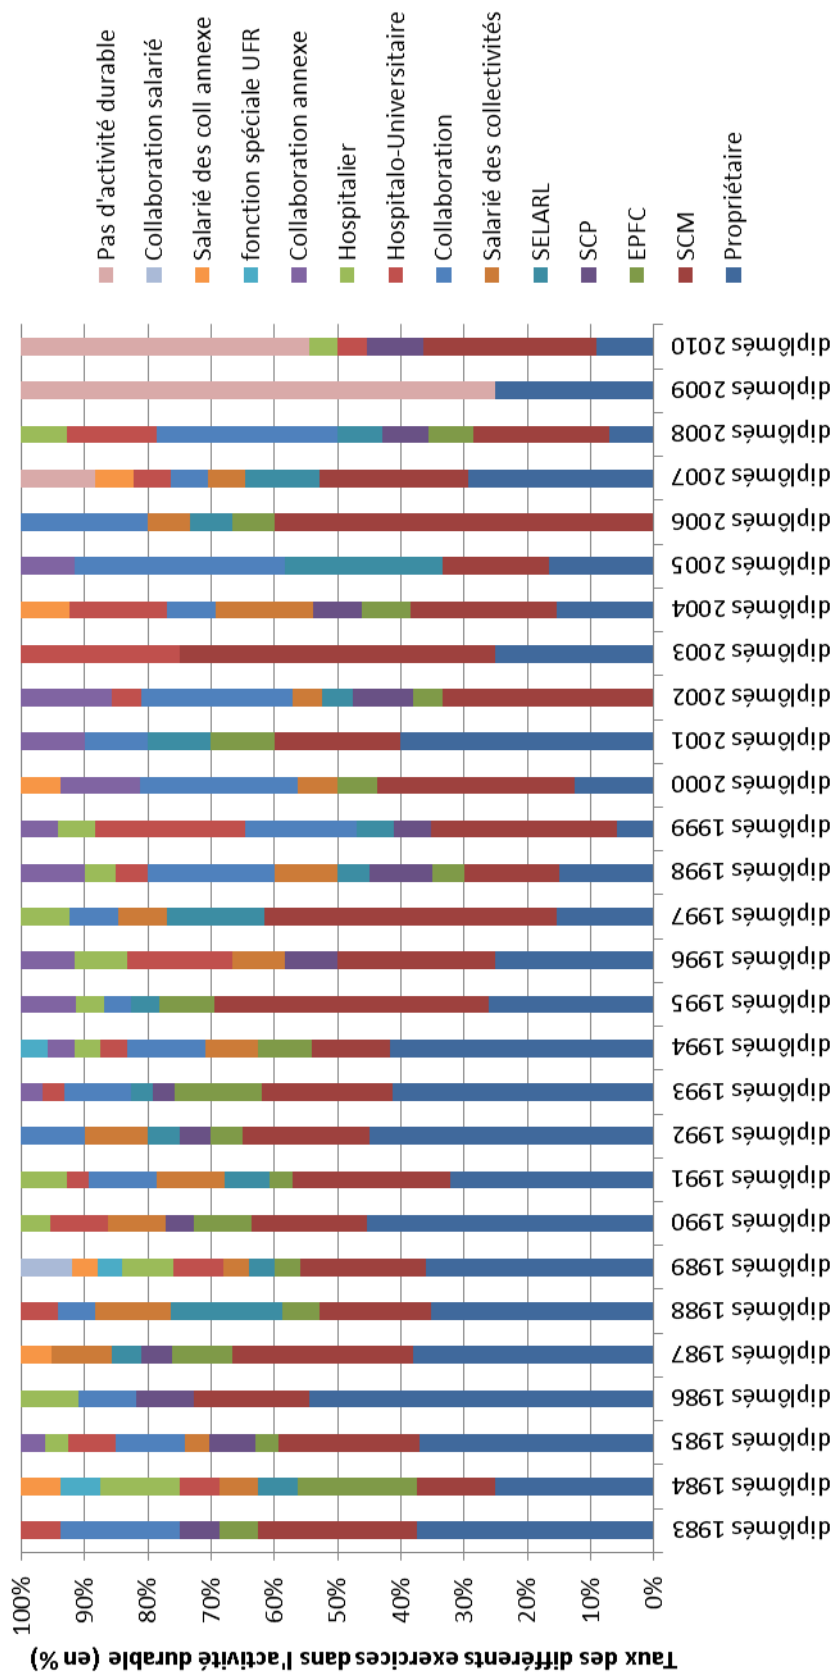 Taux des différents exercices dans l'activité durable (en %)
100%
90%
80%
70%
60%
50%
40%
30%
20%
10%
0%
diplômés 1983
diplômés 1984
diplômés 1985
diplômés 1986
diplômés 1987
diplômés 1988
diplômés 1989
diplômés 1990
diplômés 1991
diplômés 1992
diplômés 1993
diplômés 1994
diplômés 1995
diplômés 1996
diplômés 1997
diplômés 1998
diplômés 1999
diplômés 2000
diplômés 2001
diplômés 2002
diplômés 2003
diplômés 2004
diplômés 2005
diplômés 2006
diplômés 2007
diplômés 2008
diplomés 2009
diplômés 2010
Pas d'activité durable
Collaboration salarié
Salarié des coll annexe
fonction spéciale UFR
Collaboration annexe
Hospitalier
Hospitalo-Universitaire
Collaboration
Salarié des collectivités
SELARL
SCP
EPFC
SCM
Propriétaire